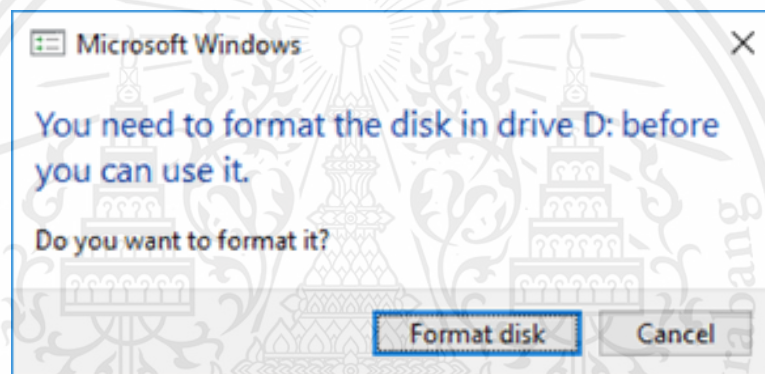 Microsoft Windows
You need to format the disk in drive D: before
you can use it.
Do you want to format it?
Format disk
Cancel
rabang